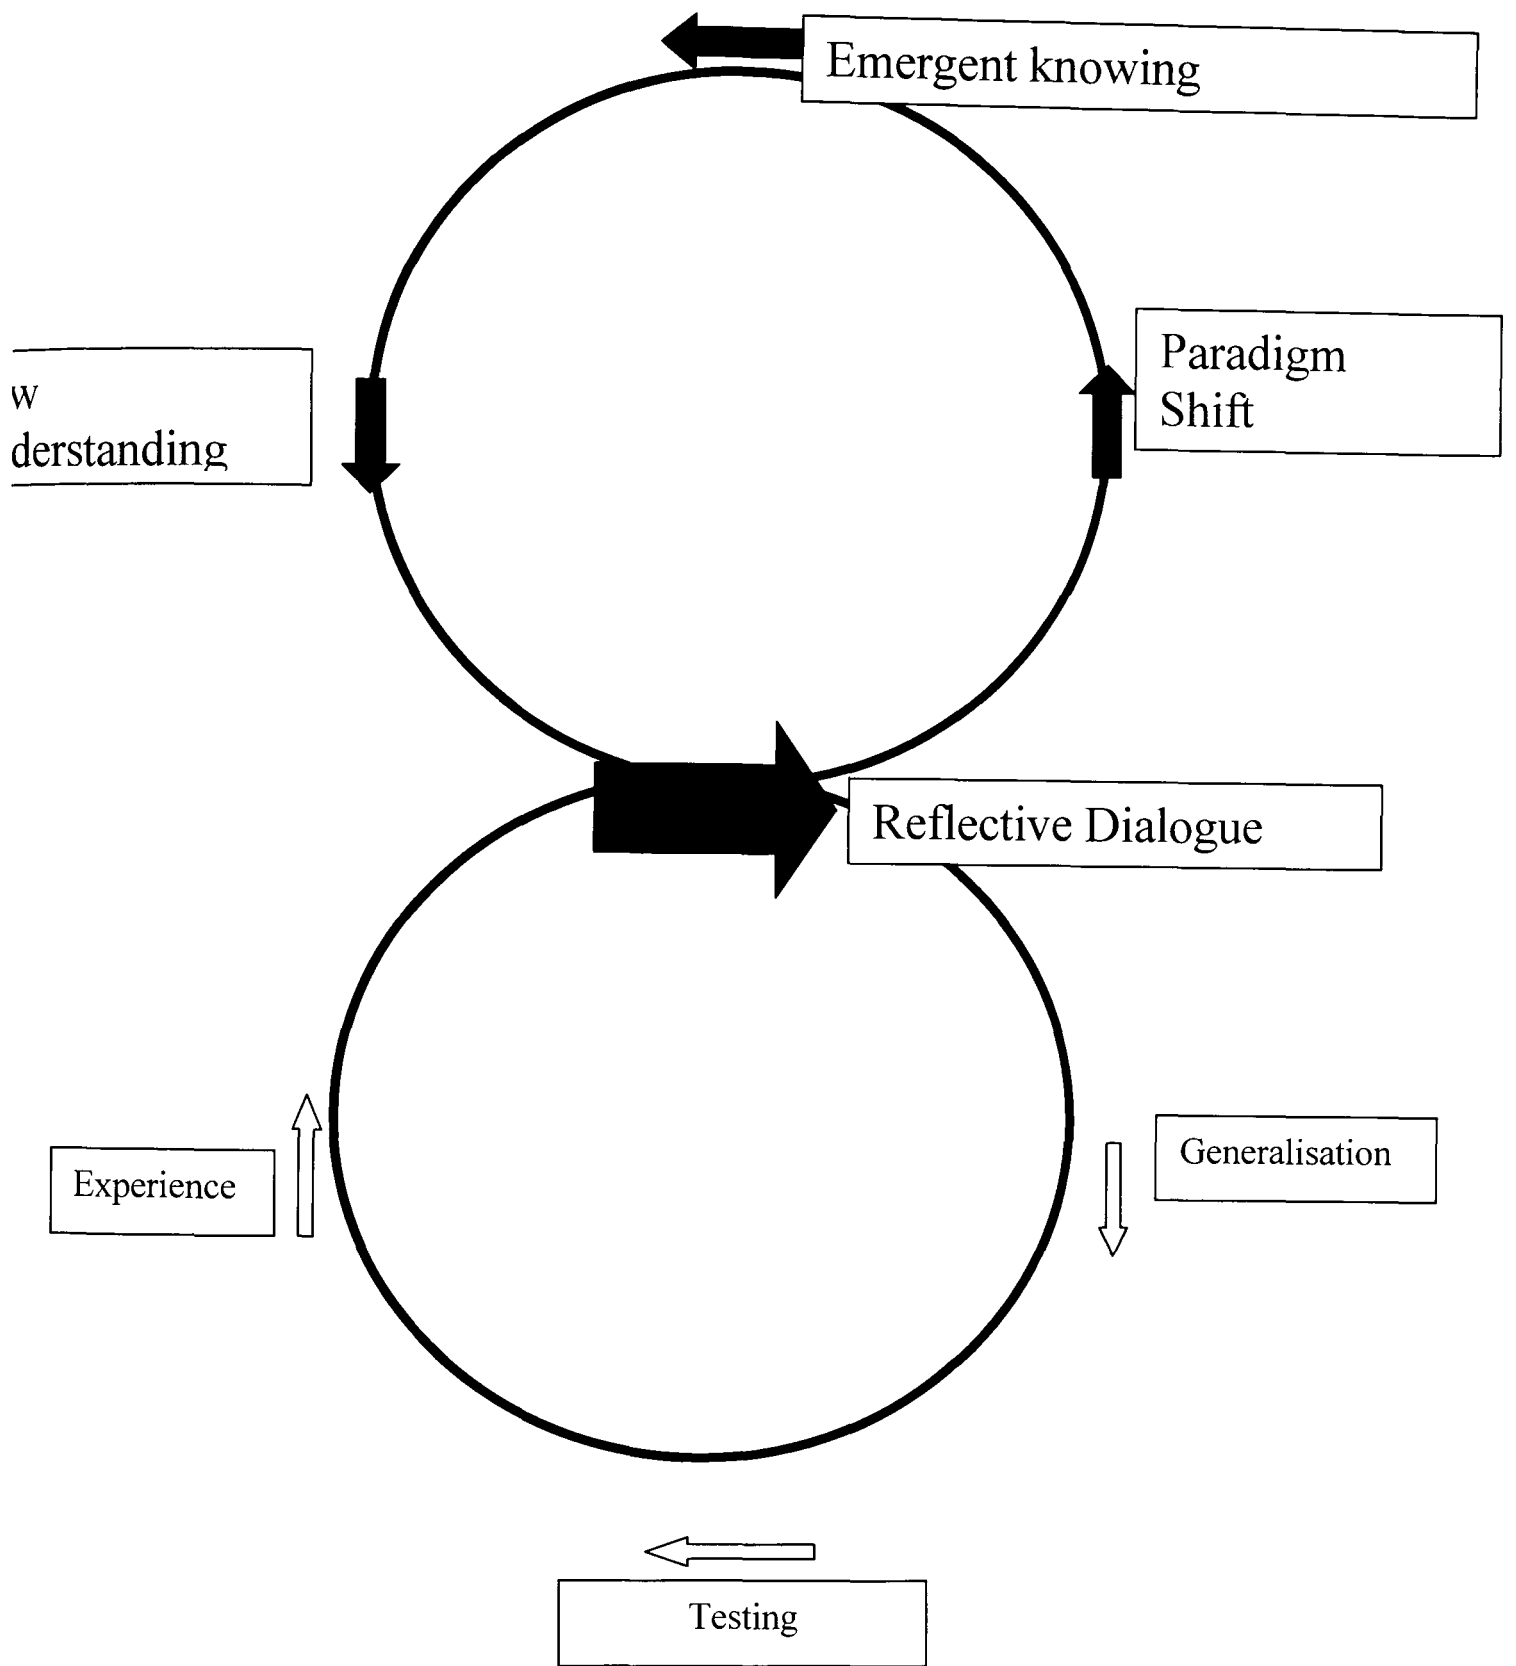 Emergent knowing
Paradigm
Shift
w
derstanding
Reflective Dialogue
Generalisation
Experience
Testing